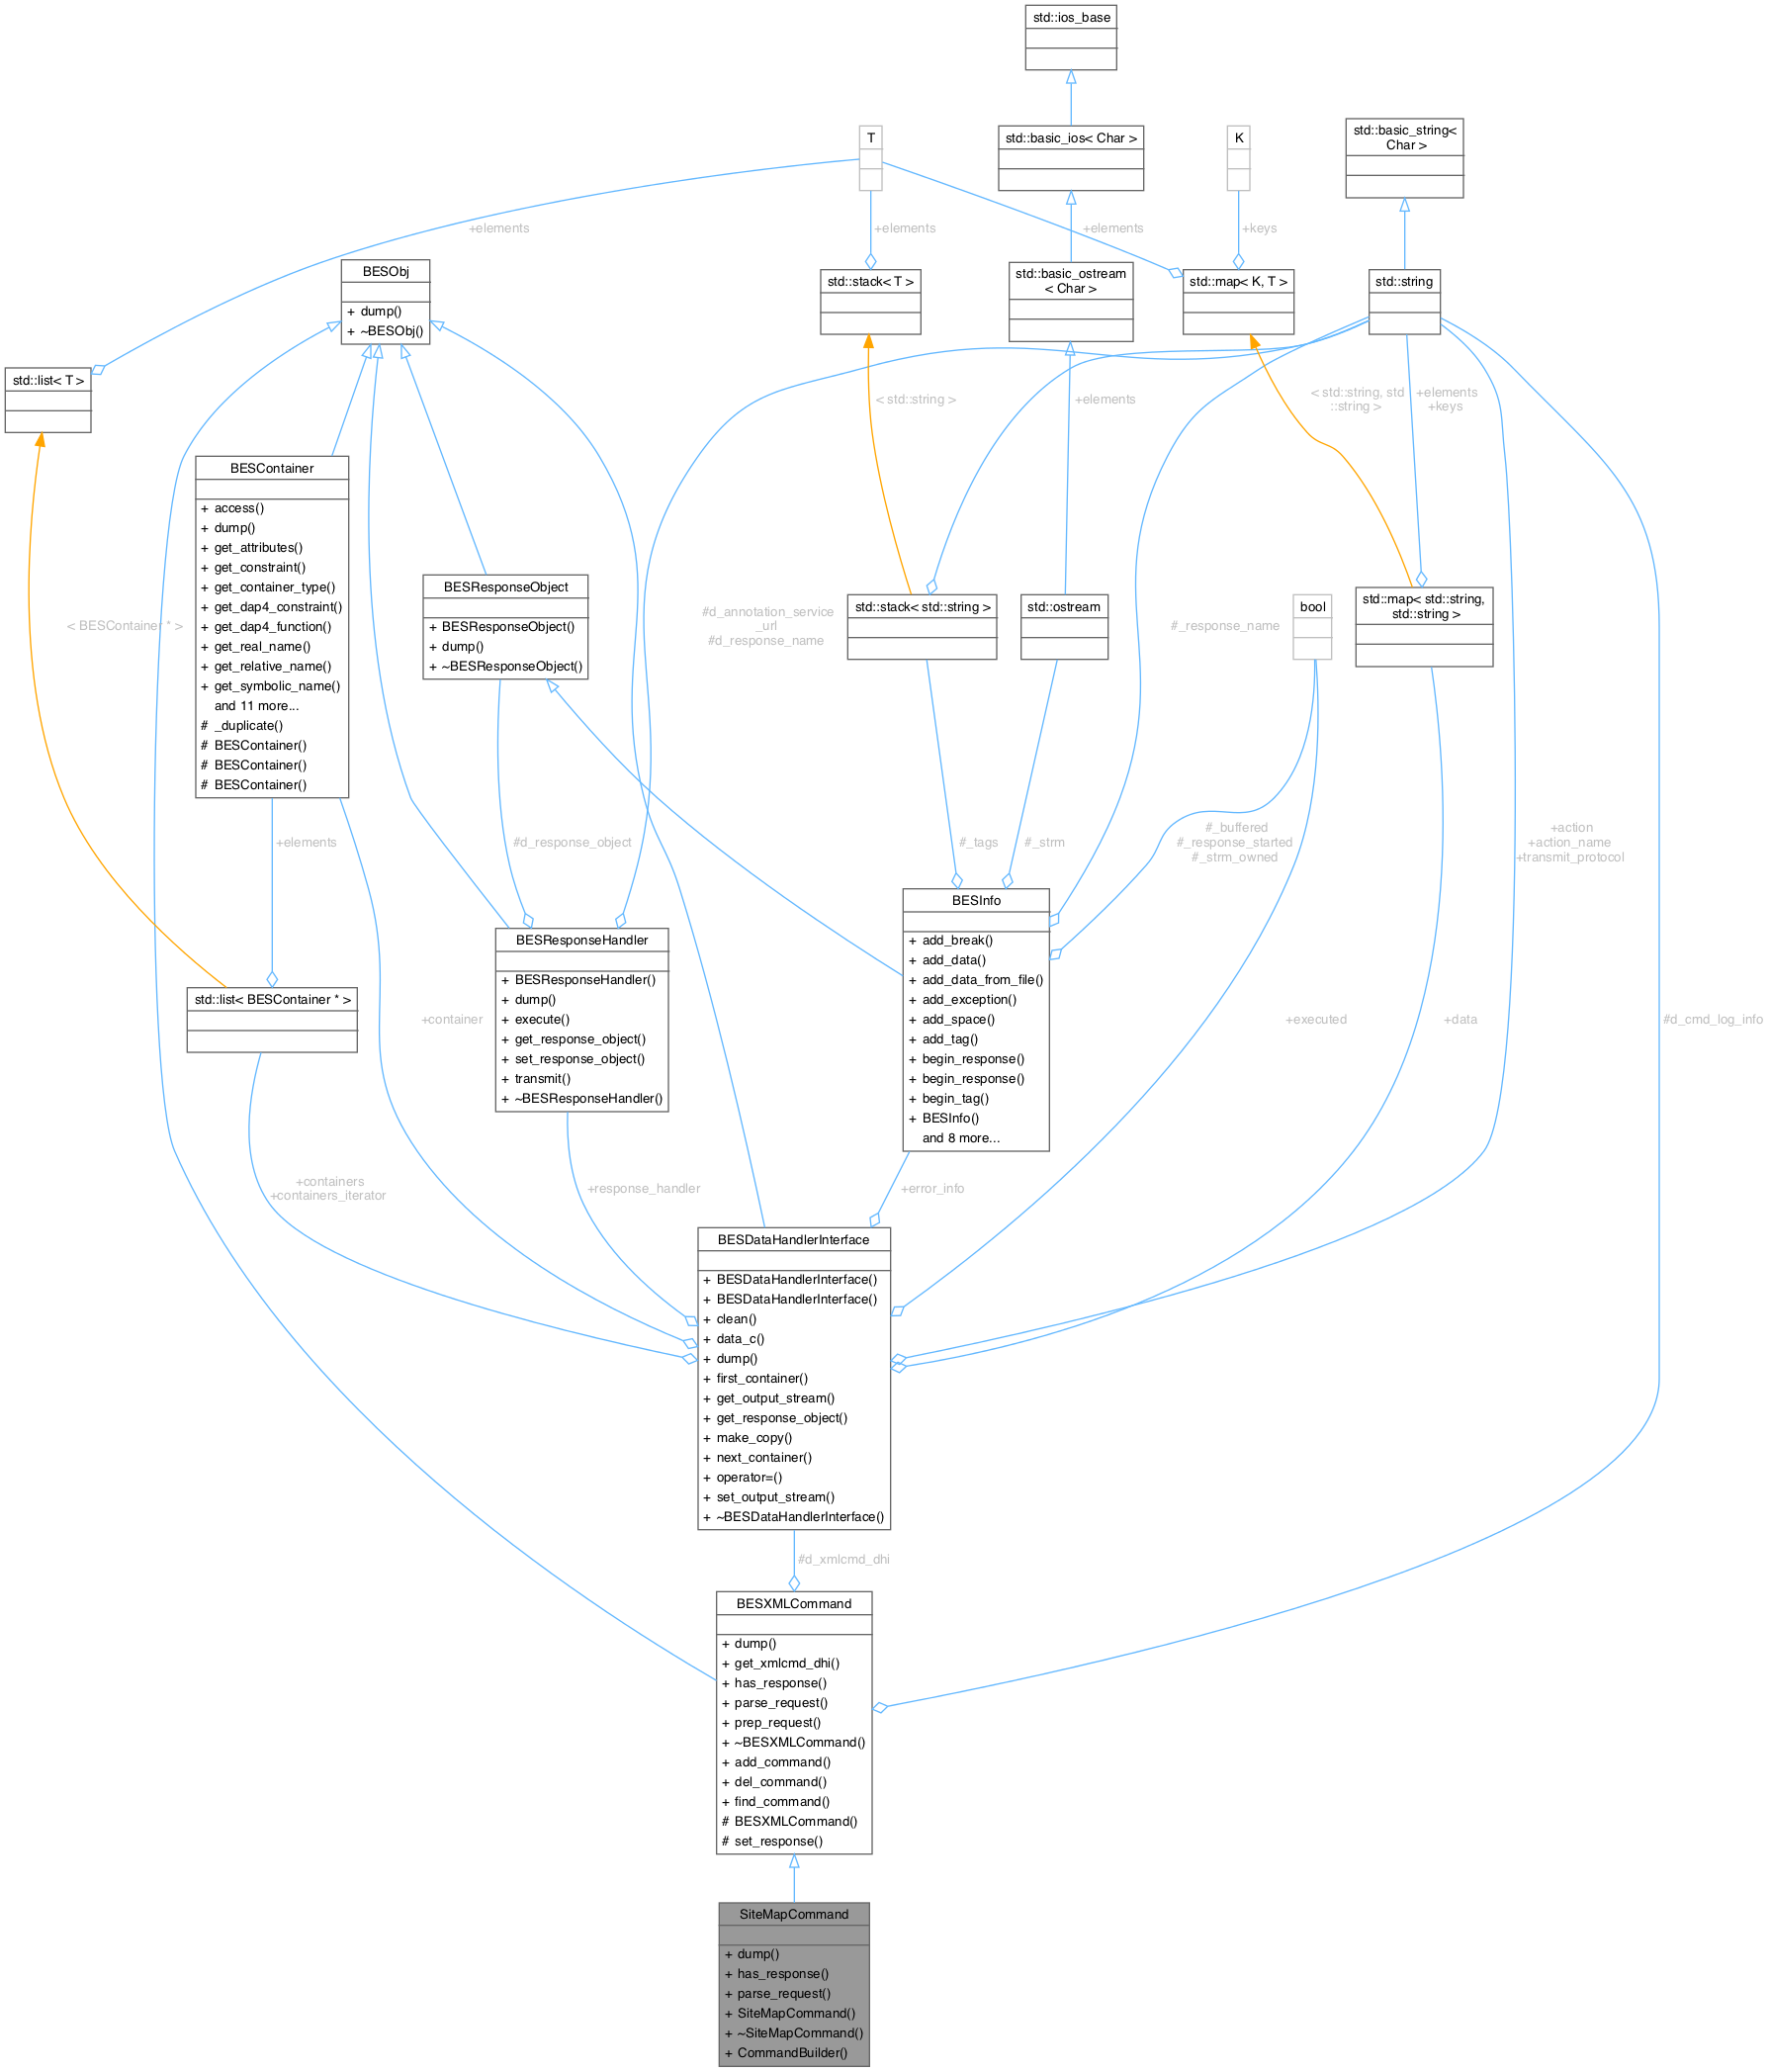 std::ios_base
T
std::basic_ios< Char >
K
std::basic_string<
Char >
+elements
+elements
+elements
+keys
BESObj
+ dump()
+ ~BESObj()
std::stack< T >
std::basic_ostream
< Char >
std::map< K, T >
std::string
std::list< T >
< std::string >
+elements
< std::string, std
::string >
+elements
+keys
BESContainer
+ access()
+ dump()
+ get_attributes()
+ get_constraint()
+ get_container_type()
+ get_dap4_constraint()
+ get_dap4_function()
+ get_real_name()
+ get_relative_name()
+ get_symbolic_name()
and 11 more...
# _duplicate()
# BESContainer()
# BESContainer()
# BESContainer()
< BESContainer * >
BESResponseObject
+ BESResponseObject()
+ dump()
+ ~BESResponseObject()
#d_annotation_service
_url
#d_response_name
std::stack< std::string >
std::ostream
#_response_name
bool
std::map< std::string,
std::string >
+elements
#d_response_object
#_tags
#_strm
#_buffered
#_response_started
#_strm_owned
+action
+action_name
+transmit_protocol
std::list< BESContainer * >
+container
BESResponseHandler
+ BESResponseHandler()
+ dump()
+ execute()
+ get_response_object()
+ set_response_object()
+ transmit()
+ ~BESResponseHandler()
BESInfo
+ add_break()
+ add_data()
+ add_data_from_file()
+ add_exception()
+ add_space()
+ add_tag()
+ begin_response()
+ begin_response()
+ begin_tag()
+ BESInfo()
and 8 more...
+executed
+data
#d_cmd_log_info
+containers
+containers_iterator
+response_handler
+error_info
BESDataHandlerInterface
+ BESDataHandlerInterface()
+ BESDataHandlerInterface()
+ clean()
+ data_c()
+ dump()
+ first_container()
+ get_output_stream()
+ get_response_object()
+ make_copy()
+ next_container()
+ operator=()
+ set_output_stream()
+ ~BESDataHandlerInterface()
#d_xmlcmd_dhi
BESXMLCommand
+ dump()
+ get_xmlcmd_dhi()
+ has_response()
+ parse_request()
+ prep_request()
+ ~BESXMLCommand()
+ add_command()
+ del_command()
+ find_command()
# BESXMLCommand()
# set_response()
SiteMapCommand
+ dump()
+ has_response()
+ parse_request()
+ SiteMapCommand()
+ ~SiteMapCommand()
+ CommandBuilder()